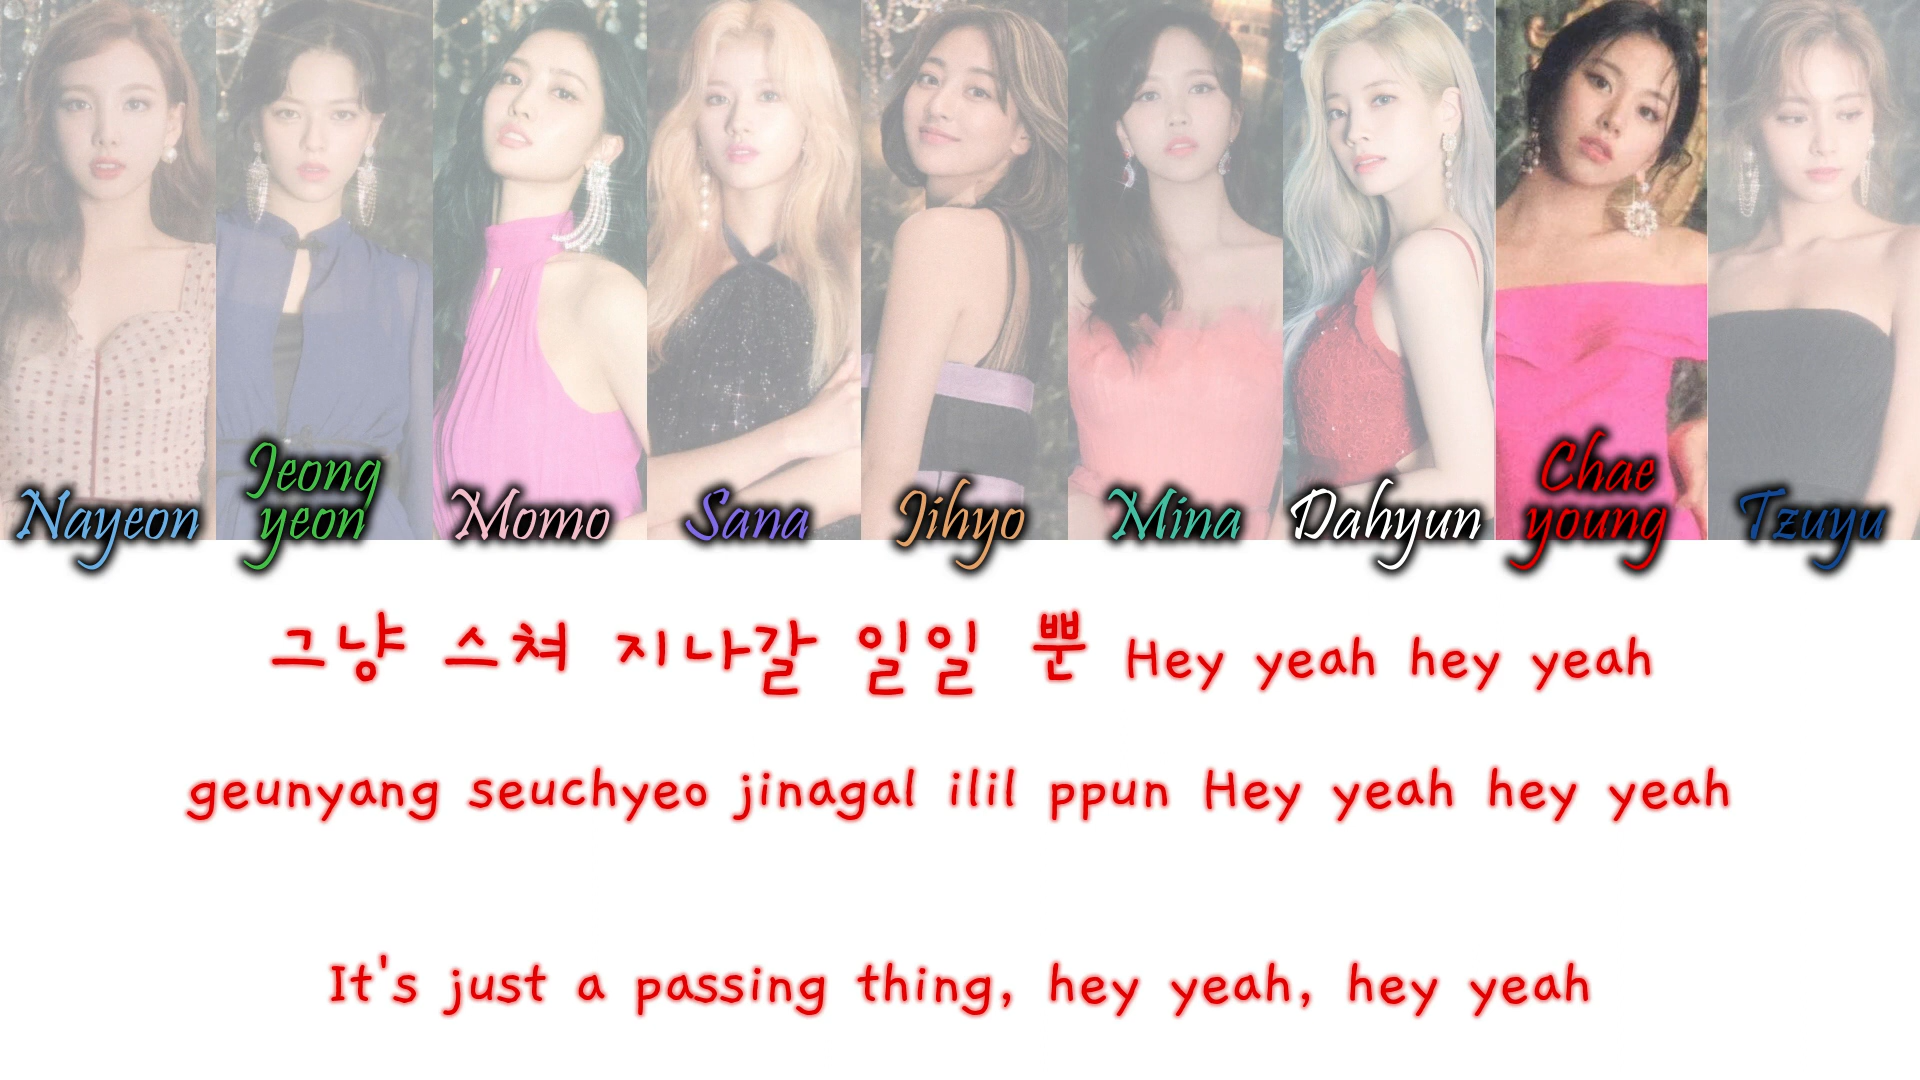 Nayeon
Jeong
yeon
Momo
Sana
Jihyo
Mina
Dahyun
Chae
young
Tzuyu
그냥 스쳐 지나갈 일일 뿐 Hey yeah hey yeah
geunyang seuchyeo jinagal ilil ppun Hey yeah hey yeah
It's just a passing thing, hey yeah, hey yeah